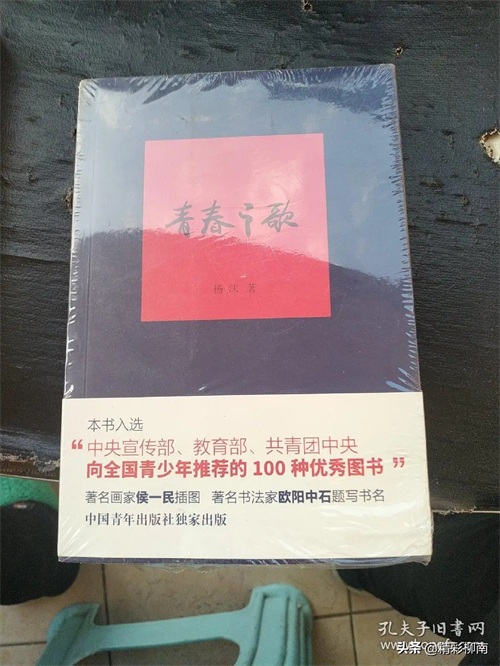 青春之歌
杨沫 著
本书入选
“中央宣传部、教育部、共青团中央
向全国青少年推荐的 100 种优秀图书”
著名画家侯一民插图 著名书法家欧阳中石题写书名
中国青年出版社独家出版
孔夫子旧书网
头条 @精彩柳南